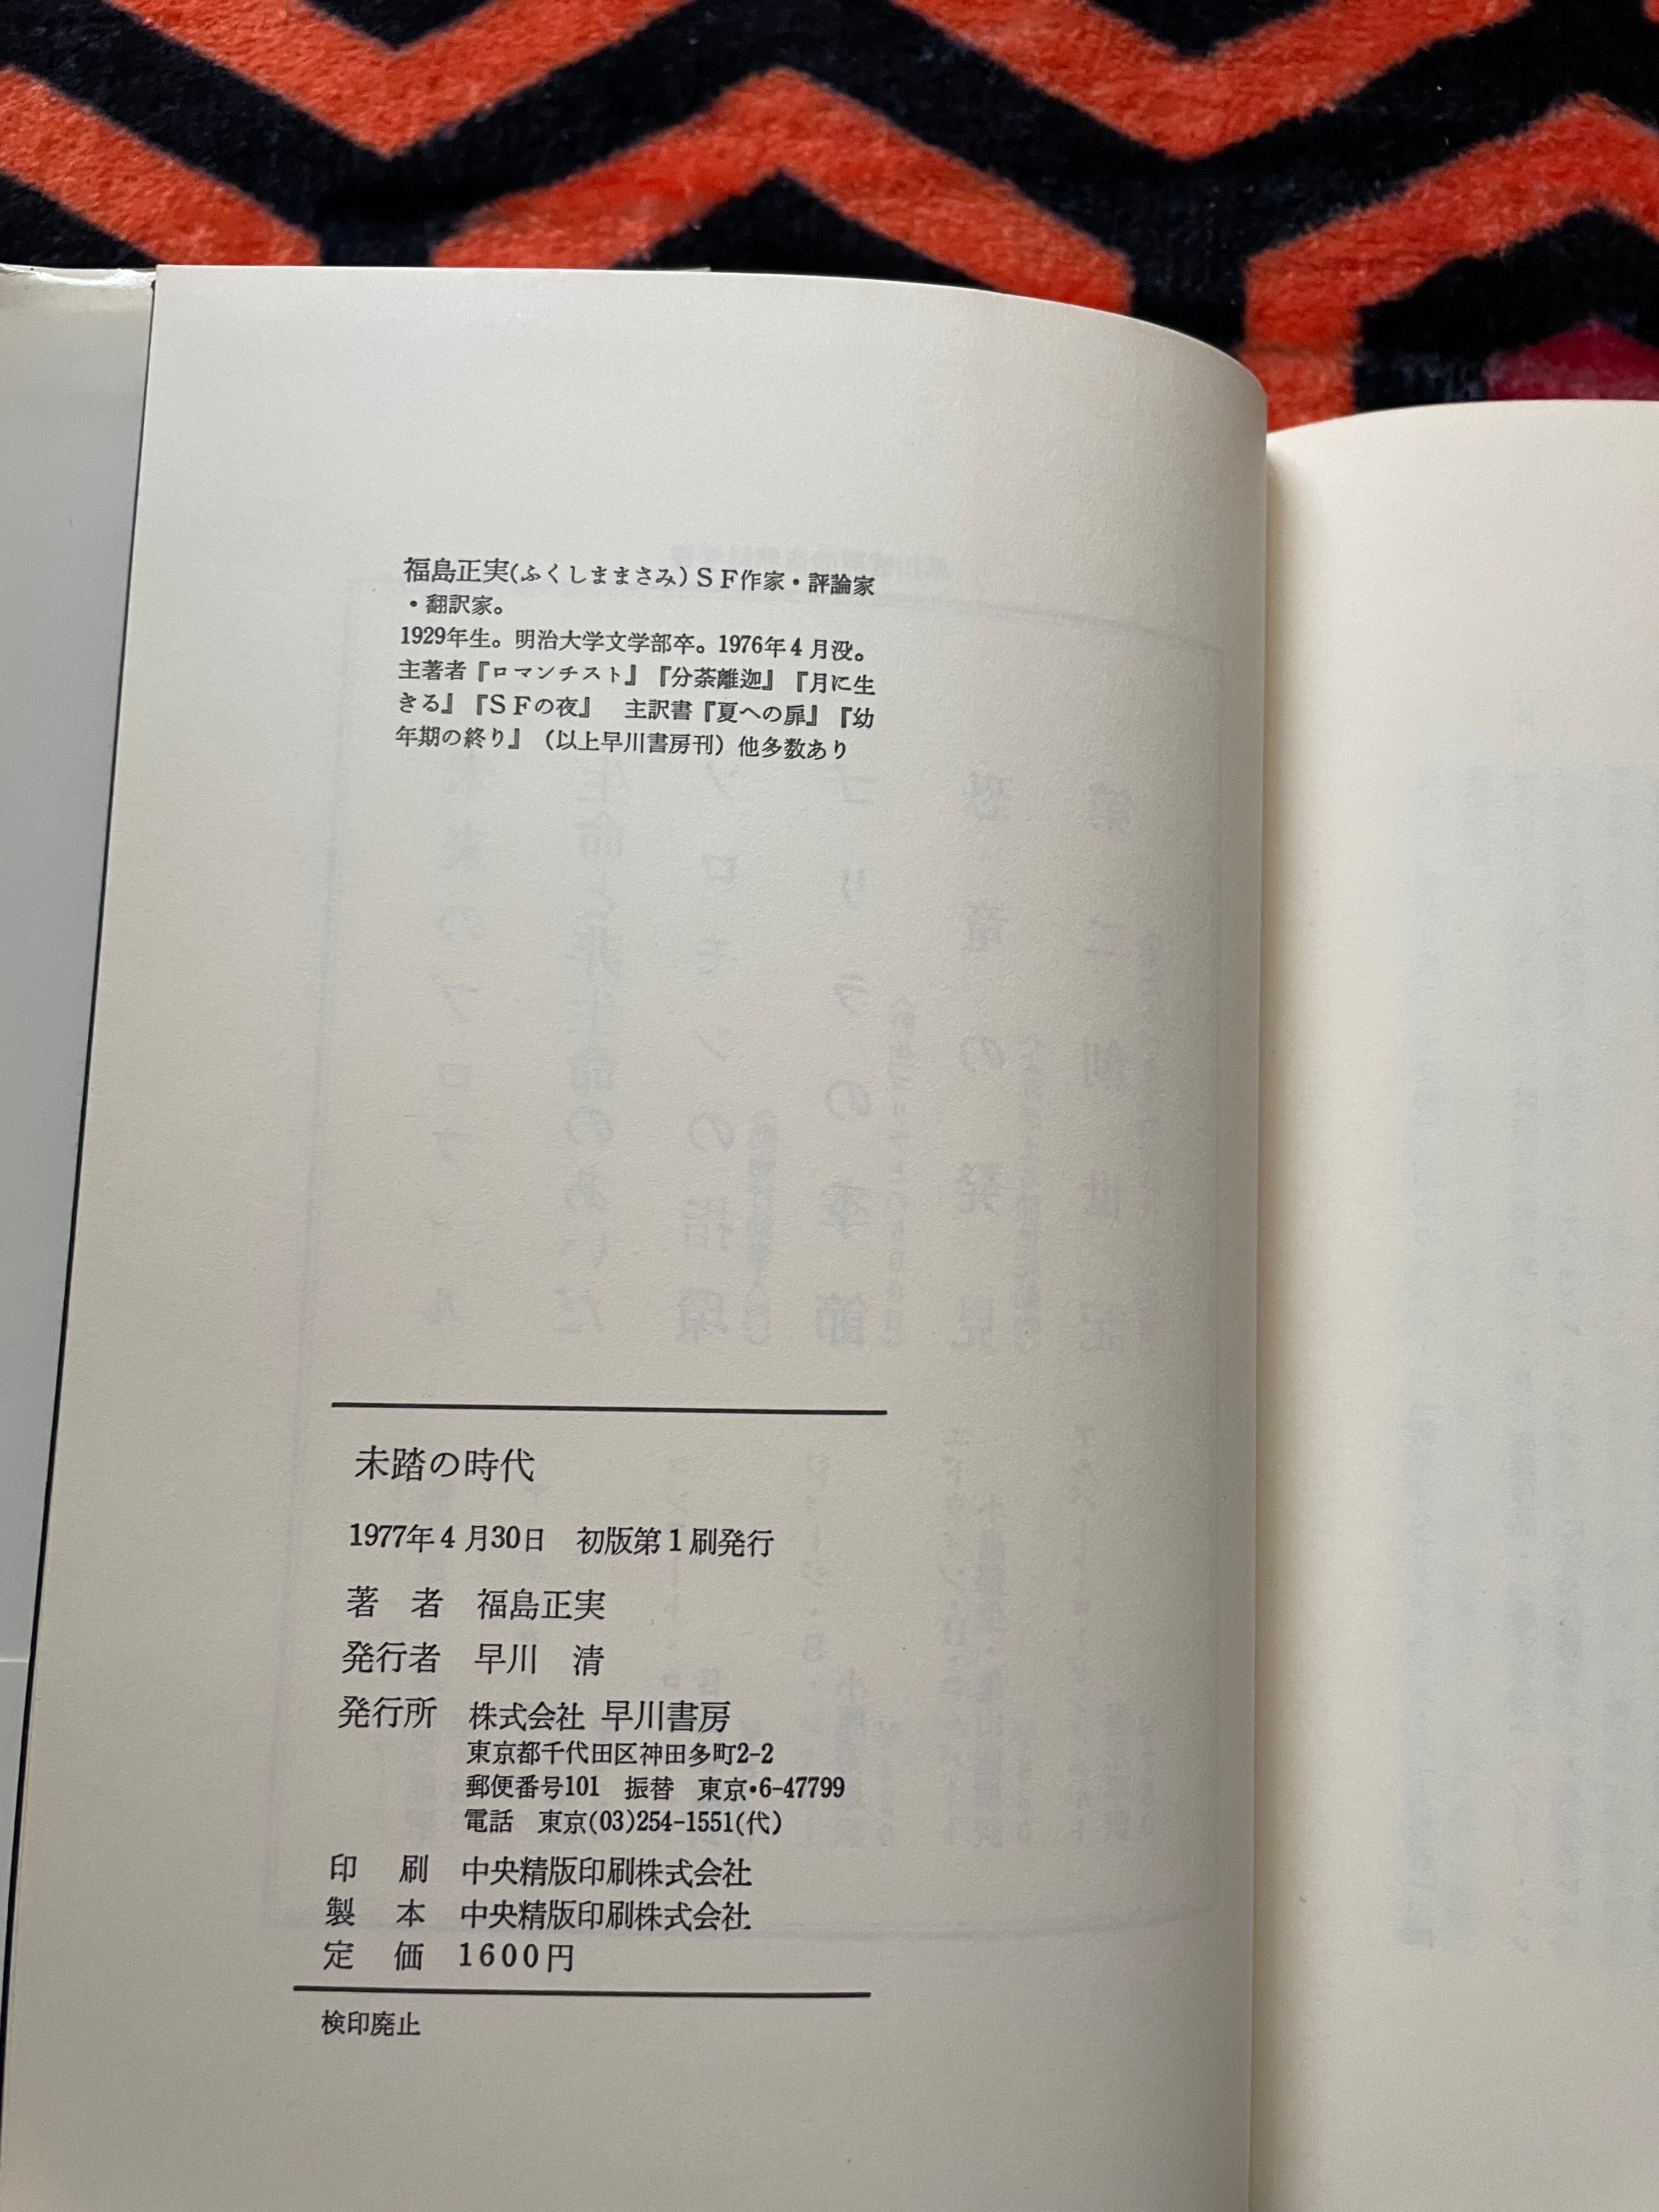 福島正実(ふくしままさみ)ＳＦ作家・評論家
・翻訳家。
1929年生。明治大学文学部卒。1976年4月没。
主著者『ロマンチスト』『分茶離迦』『月に生
きる』『ＳＦの夜』　主訳書『夏への扉』『幼
年期の終り』（以上早川書房刊）他多数あり
未踏の時代
1977年4月30日　初版第1刷発行
著　者　福島正実
発行者　早川　清
発行所　株式会社 早川書房
東京都千代田区神田多町2-2
郵便番号101　振替　東京・6-47799
電話　東京(03)254-1551(代)
印　刷　中央精版印刷株式会社
製　本　中央精版印刷株式会社
定　価　1600円
検印廃止